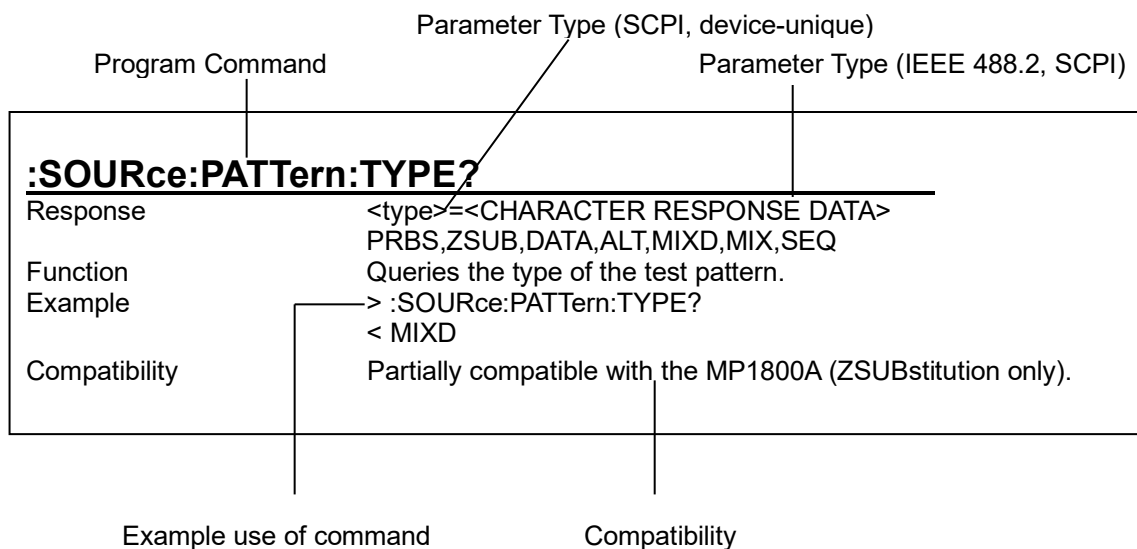 Parameter Type (SCPI, device-unique)
Program Command Parameter Type (IEEE 488.2, SCPI)
:SOURce:PATTern:TYPE?
Response <type>=<CHARACTER RESPONSE DATA>
PRBS,ZSUB,DATA,ALT,MIXD,MIX,SEQ
Function Queries the type of the test pattern.
Example > :SOURce:PATTern:TYPE?
< MIXD
Compatibility Partially compatible with the MP1800A (ZSUBstitution only).
Example use of command Compatibility